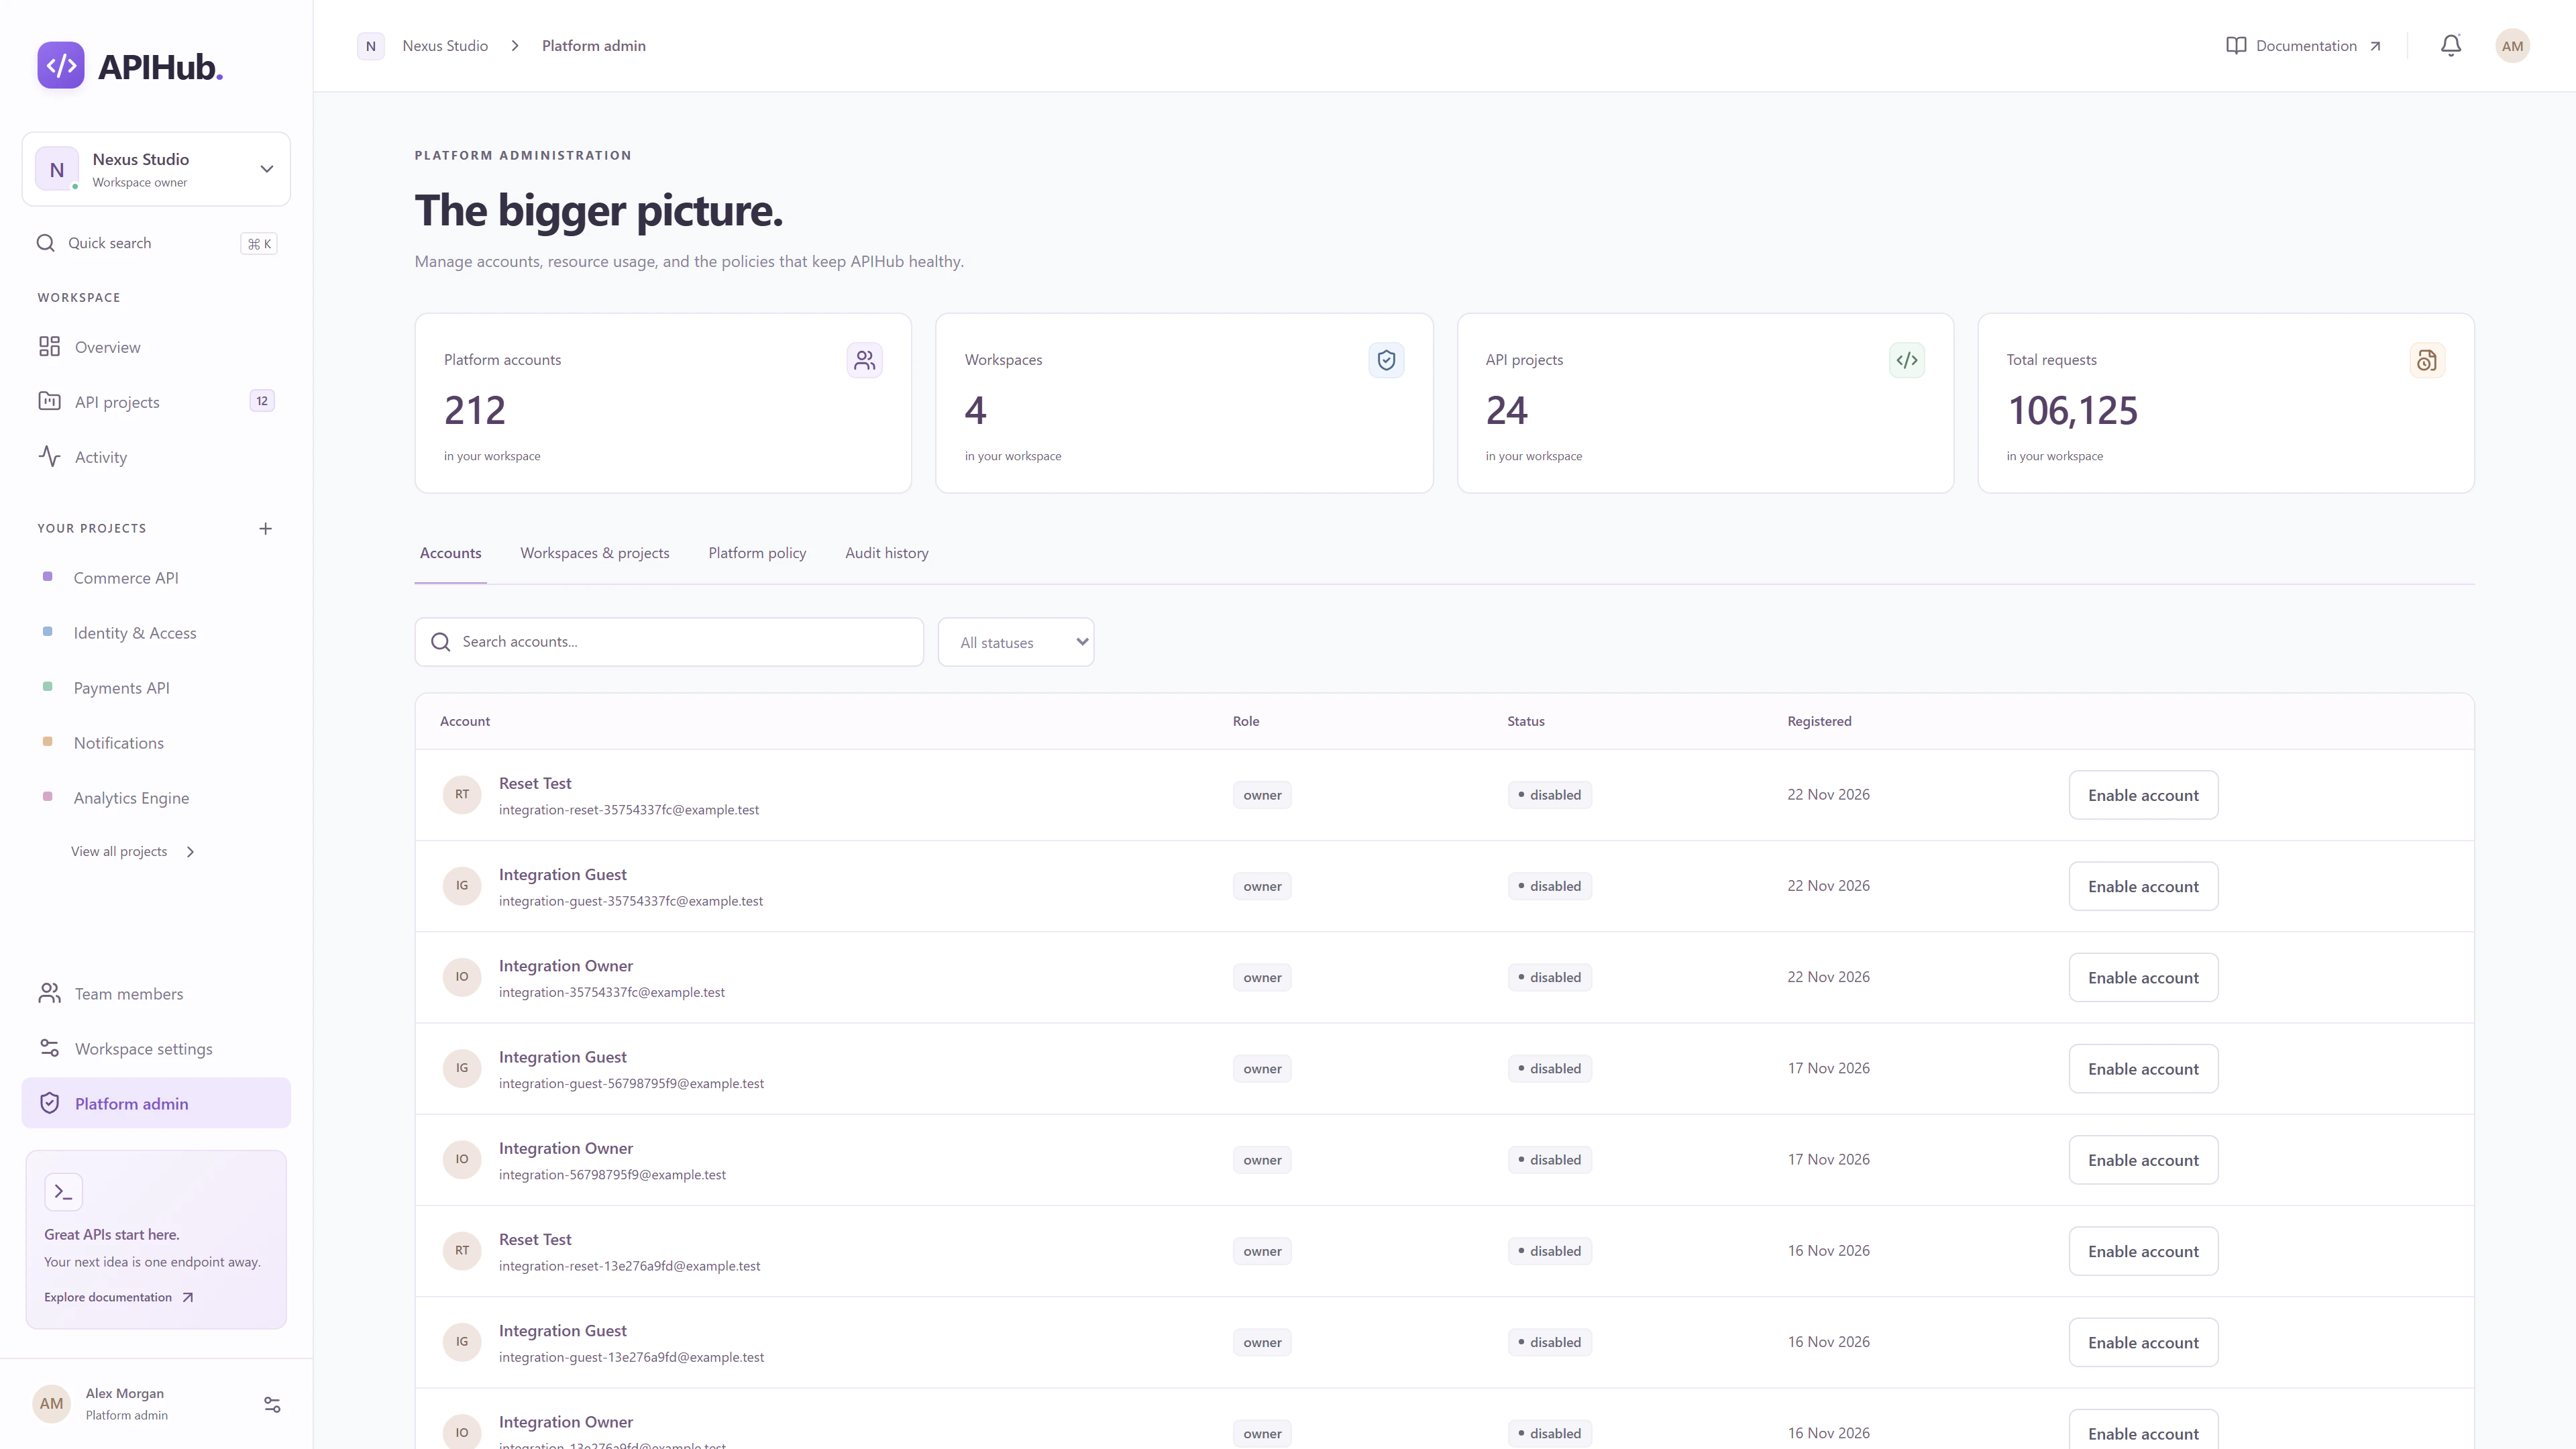 APIHub.
N
Nexus Studio
Workspace owner
Quick search
⌘ K
WORKSPACE
Overview
API projects
12
Activity
YOUR PROJECTS
Commerce API
Identity & Access
Payments API
Notifications
Analytics Engine
View all projects
Team members
Workspace settings
Platform admin
Great APIs start here.
Your next idea is one endpoint away.
Explore documentation
AM
Alex Morgan
Platform admin
N
Nexus Studio
Platform admin
Documentation
AM
PLATFORM ADMINISTRATION
The bigger picture.
Manage accounts, resource usage, and the policies that keep APIHub healthy.
Platform accounts
212
in your workspace
Workspaces
4
in your workspace
API projects
24
in your workspace
Total requests
106,125
in your workspace
Accounts
Workspaces & projects
Platform policy
Audit history
Search accounts...
All statuses
Account Role Status Registered
RT
Reset Test
integration-reset-35754337fc@example.test
owner
disabled
22 Nov 2026
Enable account
IG
Integration Guest
integration-guest-35754337fc@example.test
owner
disabled
22 Nov 2026
Enable account
IO
Integration Owner
integration-35754337fc@example.test
owner
disabled
22 Nov 2026
Enable account
IG
Integration Guest
integration-guest-56798795f9@example.test
owner
disabled
17 Nov 2026
Enable account
IO
Integration Owner
integration-56798795f9@example.test
owner
disabled
17 Nov 2026
Enable account
RT
Reset Test
integration-reset-13e276a9fd@example.test
owner
disabled
16 Nov 2026
Enable account
IG
Integration Guest
integration-guest-13e276a9fd@example.test
owner
disabled
16 Nov 2026
Enable account
IO
Integration Owner
integration-13e276a9fd@example.test
owner
disabled
16 Nov 2026
Enable account